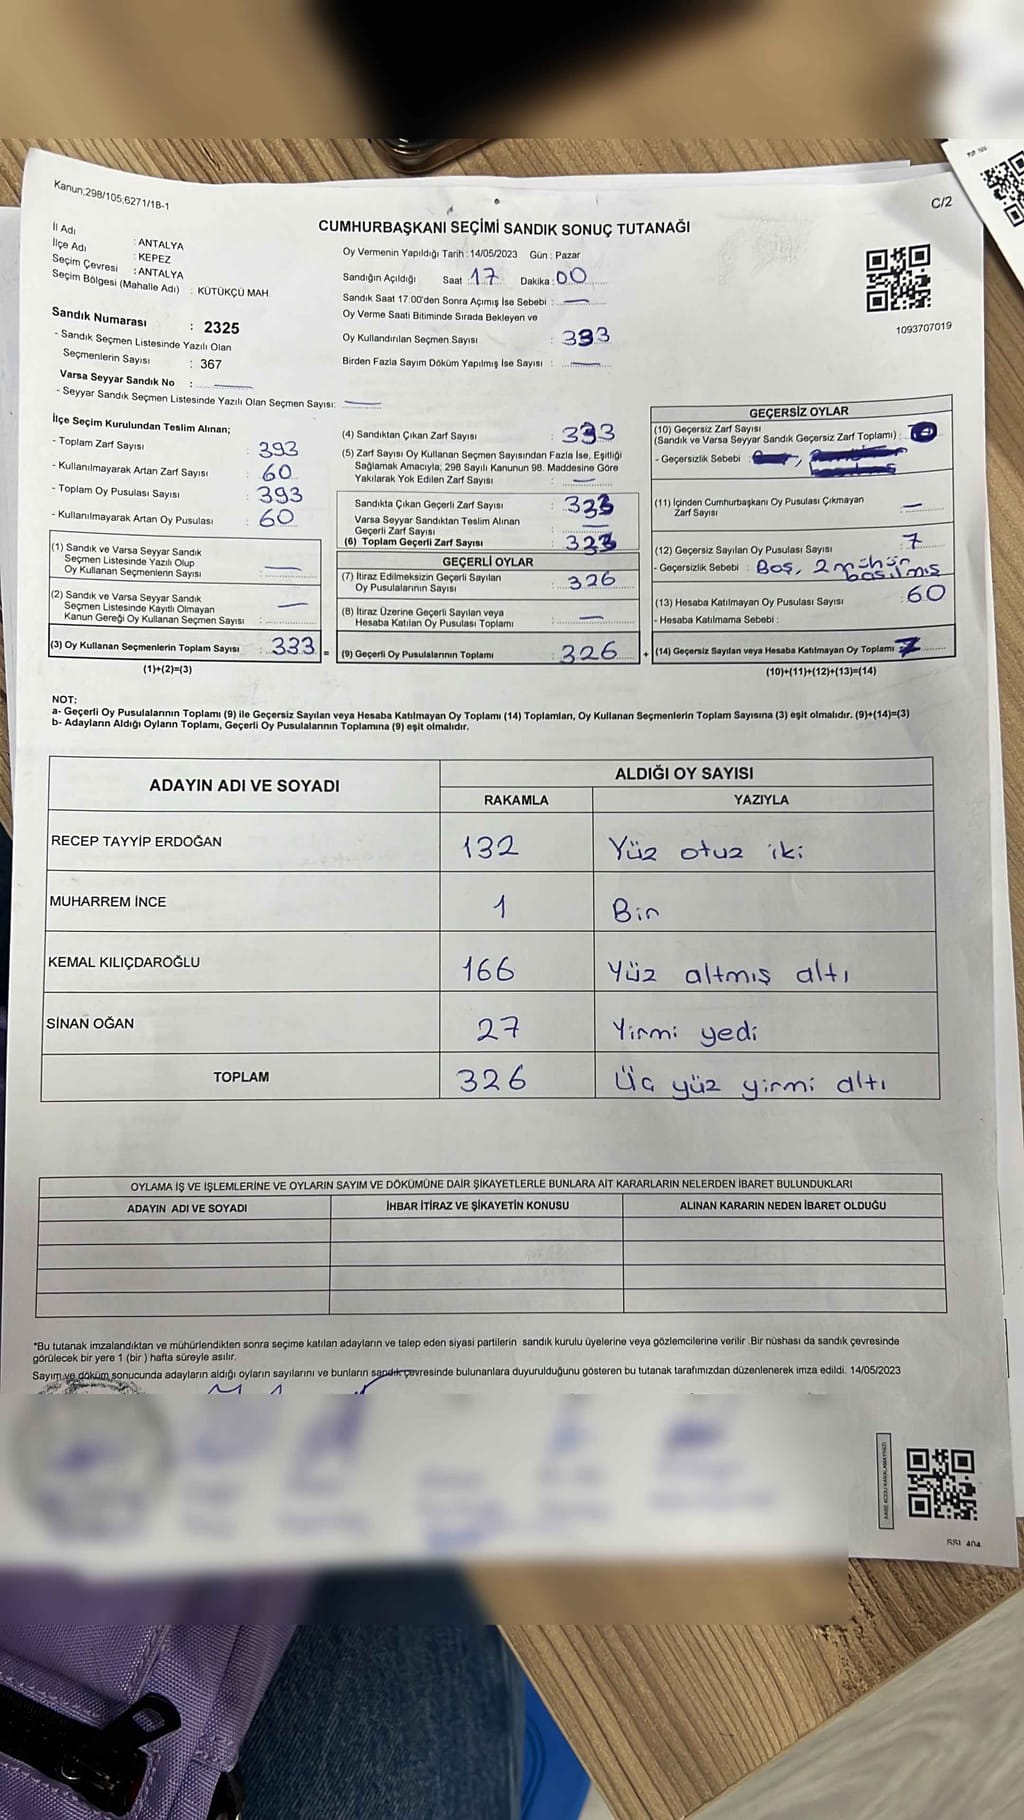 Kanun;298/105,6271/18-1
C/2
CUMHURBAŞKANI SEÇİMİ SANDIK SONUÇ TUTANAĞI
İl Adı : ANTALYA
İlçe Adı : KEPEZ
Seçim Çevresi : ANTALYA
Seçim Bölgesi (Mahalle Adı) : KÜTÜKÇÜ MAH.
Sandık Numarası : 2325
- Sandık Seçmen Listesinde Yazılı Olan
Seçmenlerin Sayısı : 367
Varsa Seyyar Sandık No :
- Seyyar Sandık Seçmen Listesinde Yazılı Olan Seçmen Sayısı:
Oy Vermenin Yapıldığı Tarih :14/05/2023 Gün : Pazar
Sandığın Açıldığı Saat 17 Dakika : 00
Sandık Saat 17:00'den Sonra Açımış İse Sebebi :
Oy Verme Saati Bitiminde Sırada Bekleyen ve
Oy Kullandırılan Seçmen Sayısı : 333
Birden Fazla Sayım Döküm Yapılmış İse Sayısı :
1093707019
İlçe Seçim Kurulundan Teslim Alınan;
- Toplam Zarf Sayısı : 393
- Kullanılmayarak Artan Zarf Sayısı : 60
- Toplam Oy Pusulası Sayısı : 393
- Kullanılmayarak Artan Oy Pusulası : 60
(1) Sandık ve Varsa Seyyar Sandık
Seçmen Listesinde Yazılı Olup
Oy Kullanan Seçmenlerin Sayısı :
(2) Sandık ve Varsa Seyyar Sandık
Seçmen Listesinde Kayıtlı Olmayan
Kanun Gereği Oy Kullanan Seçmen Sayısı :
(3) Oy Kullanan Seçmenlerin Toplam Sayısı : 333 =
(1)+(2)=(3)
(4) Sandıktan Çıkan Zarf Sayısı : 333
(5) Zarf Sayısı Oy Kullanan Seçmen Sayısından Fazla İse, Eşitliği
Sağlamak Amacıyla; 298 Sayılı Kanunun 98. Maddesine Göre
Yakılarak Yok Edilen Zarf Sayısı :
Sandıkta Çıkan Geçerli Zarf Sayısı : 333
Varsa Seyyar Sandıktan Teslim Alınan
Geçerli Zarf Sayısı :
(6) Toplam Geçerli Zarf Sayısı : 333
GEÇERLİ OYLAR
(7) İtiraz Edilmeksizin Geçerli Sayılan
Oy Pusulalarının Sayısı : 326
(8) İtiraz Üzerine Geçerli Sayılan veya
Hesaba Katılan Oy Pusulası Toplamı :
(9) Geçerli Oy Pusulalarının Toplamı : 326 +
GEÇERSİZ OYLAR
(10) Geçersiz Zarf Sayısı
(Sandık ve Varsa Seyyar Sandık Geçersiz Zarf Toplamı) :
- Geçersizlik Sebebi :
(11) İçinden Cumhurbaşkanı Oy Pusulası Çıkmayan
Zarf Sayısı :
(12) Geçersiz Sayılan Oy Pusulası Sayısı : 7
- Geçersizlik Sebebi : Boş, 2 mühür
basılmış
(13) Hesaba Katılmayan Oy Pusulası Sayısı : 60
- Hesaba Katılmama Sebebi :
(14) Geçersiz Sayılan veya Hesaba Katılmayan Oy Toplamı : 7
(10)+(11)+(12)+(13)=(14)
NOT:
a- Geçerli Oy Pusulalarının Toplamı (9) ile Geçersiz Sayılan veya Hesaba Katılmayan Oy Toplamı (14) Toplamları, Oy Kullanan Seçmenlerin Toplam Sayısına (3) eşit olmalıdır. (9)+(14)=(3)
b- Adayların Aldığı Oyların Toplamı, Geçerli Oy Pusulalarının Toplamına (9) eşit olmalıdır.
ADAYIN ADI VE SOYADI
ALDIĞI OY SAYISI
RAKAMLA YAZIYLA
RECEP TAYYİP ERDOĞAN 132 Yüz otuz iki
MUHARREM İNCE 1 Bir
KEMAL KILIÇDAROĞLU 166 Yüz altmış altı
SİNAN OĞAN 27 Yirmi yedi
TOPLAM 326 Üç yüz yirmi altı
OYLAMA İŞ VE İŞLEMLERİNE VE OYLARIN SAYIM VE DÖKÜMÜNE DAİR ŞİKAYETLERLE BUNLARA AİT KARARLARIN NELERDEN İBARET BULUNDUKLARI
ADAYIN ADI VE SOYADI İHBAR İTİRAZ VE ŞİKAYETİN KONUSU ALINAN KARARIN NEDEN İBARET OLDUĞU
*Bu tutanak imzalandıktan ve mühürlendikten sonra seçime katılan adayların ve talep eden siyasi partilerin sandık kurulu üyelerine veya gözlemcilerine verilir .Bir nüshası da sandık çevresinde
görülecek bir yere 1 (bir ) hafta süreyle asılır.
Sayım ve döküm sonucunda adayların aldığı oyların sayılarını ve bunların sandık çevresinde bulunanlara duyurulduğunu gösteren bu tutanak tarafımızdan düzenlenerek imza edildi. 14/05/2023